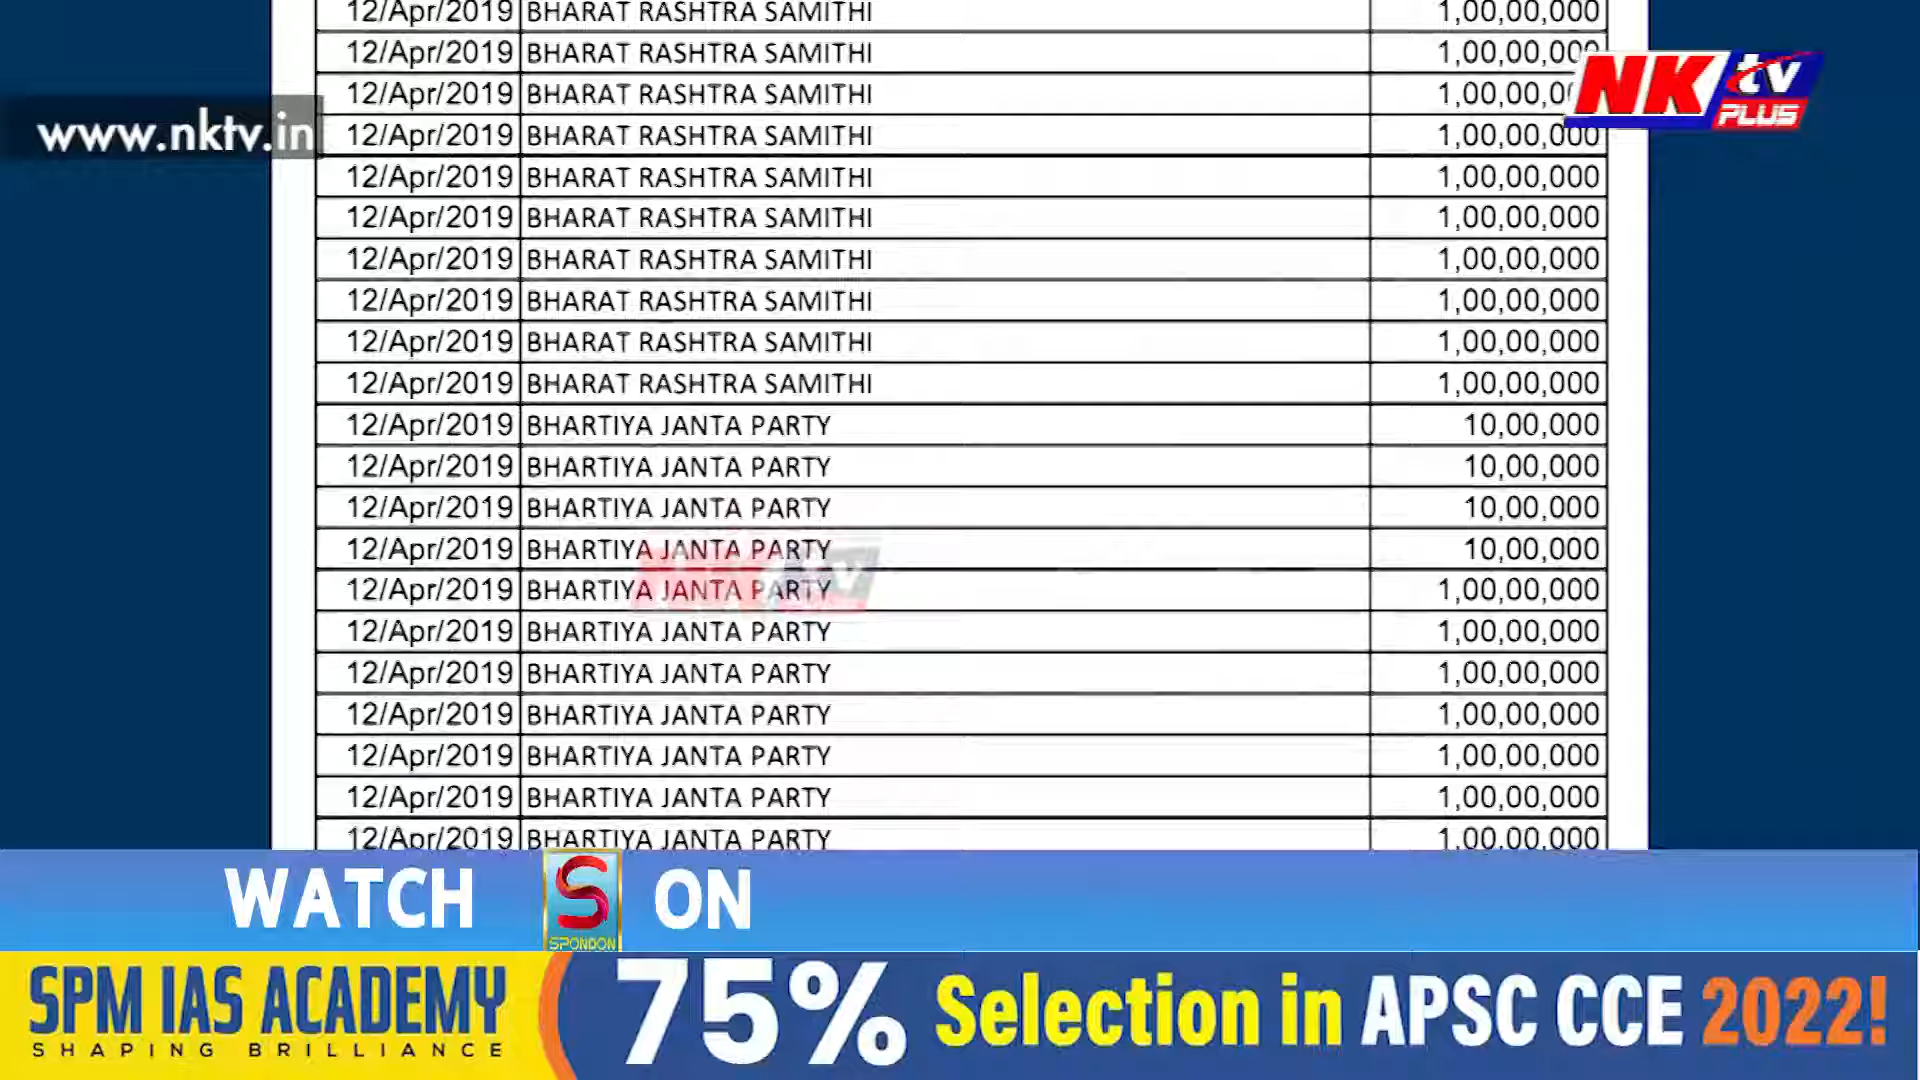 12/Apr/2019 BHARAT RASHTRA SAMITHI 1,00,00,000
12/Apr/2019 BHARAT RASHTRA SAMITHI 1,00,00,000
12/Apr/2019 BHARAT RASHTRA SAMITHI 1,00,00,000
12/Apr/2019 BHARAT RASHTRA SAMITHI 1,00,00,000
12/Apr/2019 BHARAT RASHTRA SAMITHI 1,00,00,000
12/Apr/2019 BHARAT RASHTRA SAMITHI 1,00,00,000
12/Apr/2019 BHARAT RASHTRA SAMITHI 1,00,00,000
12/Apr/2019 BHARAT RASHTRA SAMITHI 1,00,00,000
12/Apr/2019 BHARAT RASHTRA SAMITHI 1,00,00,000
12/Apr/2019 BHARAT RASHTRA SAMITHI 1,00,00,000
12/Apr/2019 BHARTIYA JANTA PARTY 10,00,000
12/Apr/2019 BHARTIYA JANTA PARTY 10,00,000
12/Apr/2019 BHARTIYA JANTA PARTY 10,00,000
12/Apr/2019 BHARTIYA JANTA PARTY 10,00,000
12/Apr/2019 BHARTIYA JANTA PARTY 1,00,00,000
12/Apr/2019 BHARTIYA JANTA PARTY 1,00,00,000
12/Apr/2019 BHARTIYA JANTA PARTY 1,00,00,000
12/Apr/2019 BHARTIYA JANTA PARTY 1,00,00,000
12/Apr/2019 BHARTIYA JANTA PARTY 1,00,00,000
12/Apr/2019 BHARTIYA JANTA PARTY 1,00,00,000
12/Apr/2019 BHARTIYA JANTA PARTY 1,00,00,000
www.nktv.in
NK tv
PLUS
NK tv
WATCH S ON
SPONDON
SPM IAS ACADEMY
SHAPING BRILLIANCE
75% Selection in APSC CCE 2022!